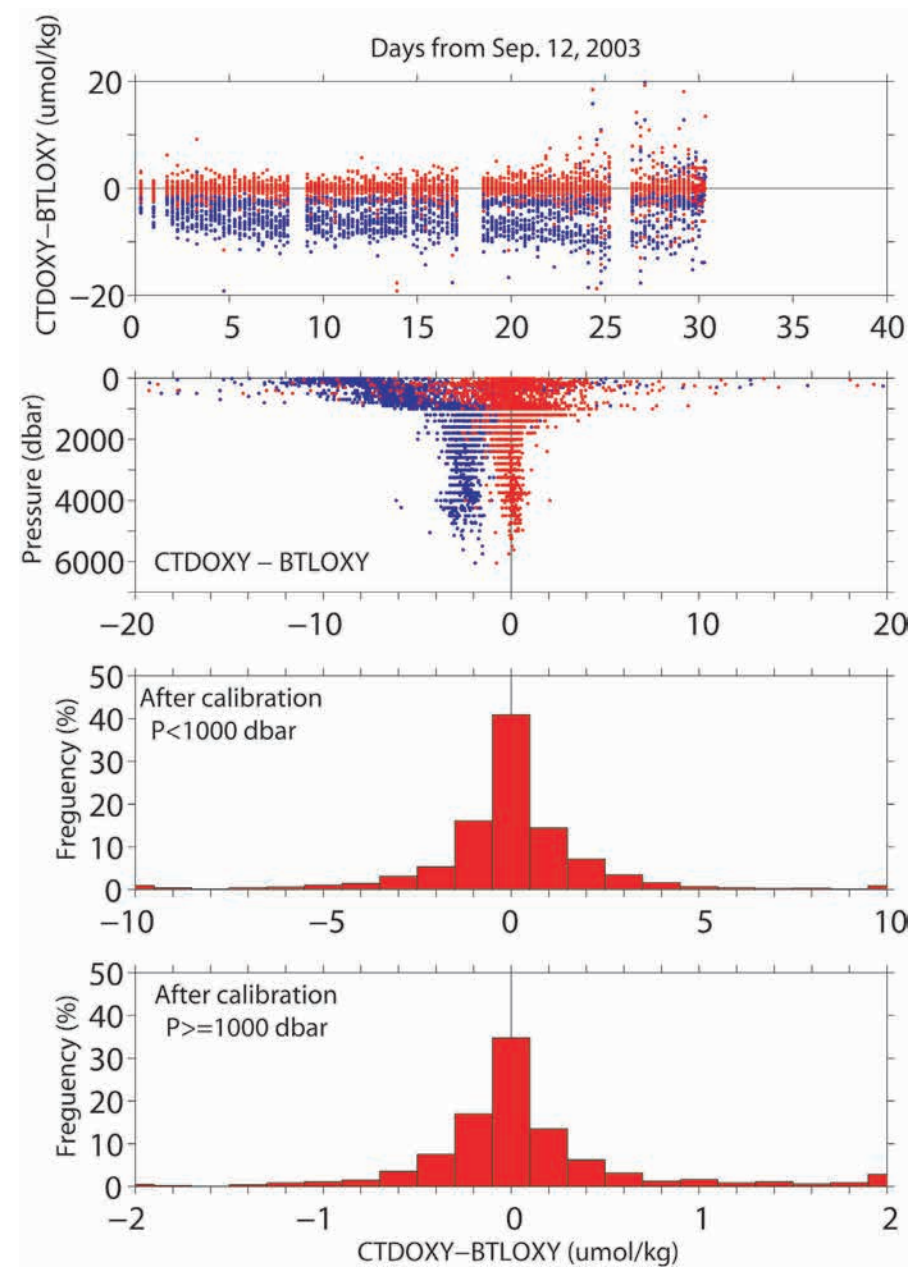 Days from Sep. 12, 2003
CTDOXY−BTLOXY (umol/kg)
20
0
−20
0 5 10 15 20 25 30 35 40
Pressure (dbar)
0
2000
4000
6000
CTDOXY − BTLOXY
−20 −10 0 10 20
Freguency (%)
50
40
30
20
10
0
After calibration
P<1000 dbar
−10 −5 0 5 10
Freguency (%)
50
40
30
20
10
0
After calibration
P>=1000 dbar
−2 −1 0 1 2
CTDOXY−BTLOXY (umol/kg)